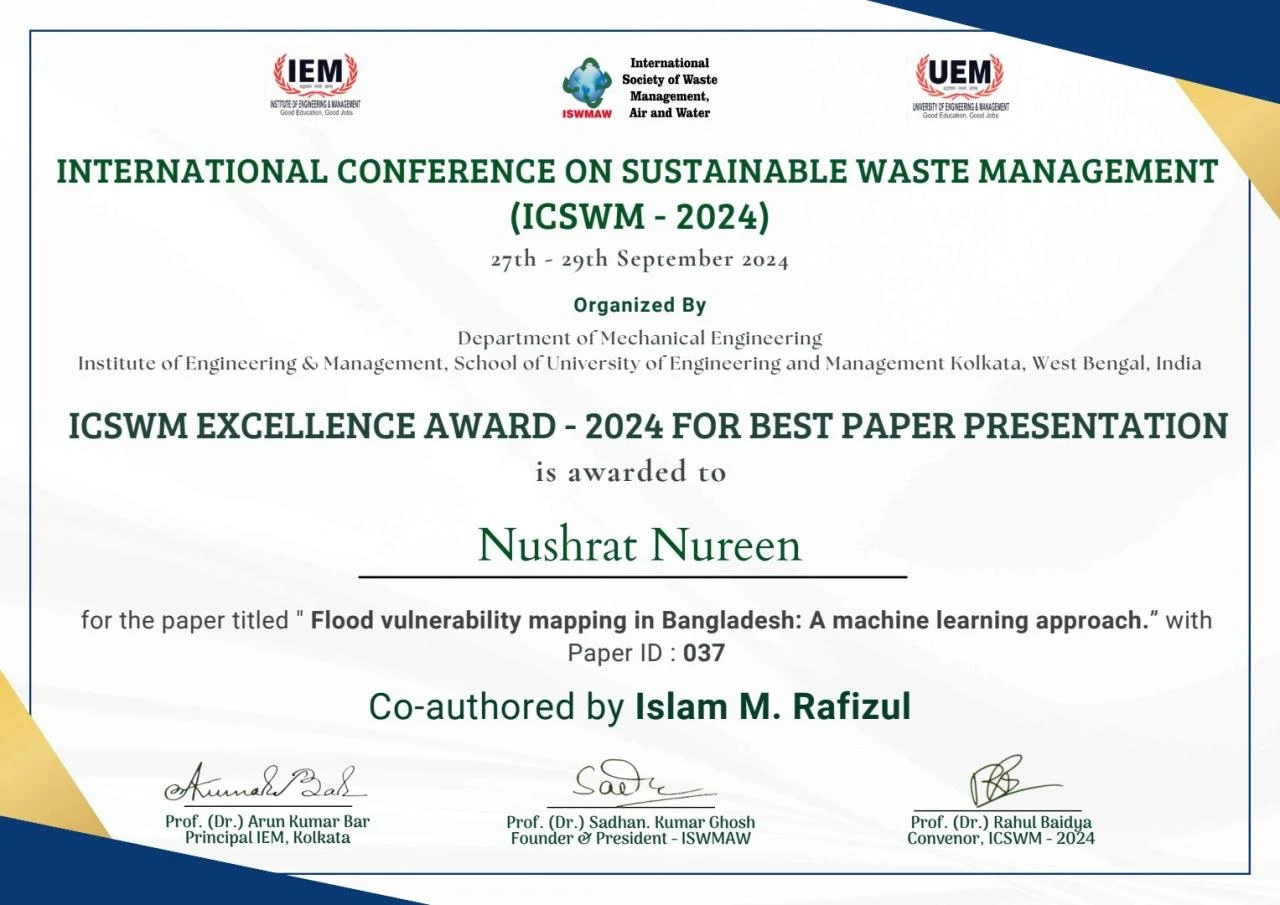 IEM
INSTITUTE OF ENGINEERING & MANAGEMENT
Good Education, Good Jobs
ISWMAW
International
Society of Waste
Management,
Air and Water
UEM
UNIVERSITY OF ENGINEERING & MANAGEMENT
Good Education, Good Jobs
INTERNATIONAL CONFERENCE ON SUSTAINABLE WASTE MANAGEMENT
(ICSWM - 2024)
27th - 29th September 2024
Organized By
Department of Mechanical Engineering
Institute of Engineering & Management, School of University of Engineering and Management Kolkata, West Bengal, India
ICSWM EXCELLENCE AWARD - 2024 FOR BEST PAPER PRESENTATION
is awarded to
Nushrat Nureen
for the paper titled " Flood vulnerability mapping in Bangladesh: A machine learning approach.” with
Paper ID : 037
Co-authored by Islam M. Rafizul
Prof. (Dr.) Arun Kumar Bar
Principal IEM, Kolkata
Prof. (Dr.) Sadhan. Kumar Ghosh
Founder & President - ISWMAW
Prof. (Dr.) Rahul Baidya
Convenor, ICSWM - 2024